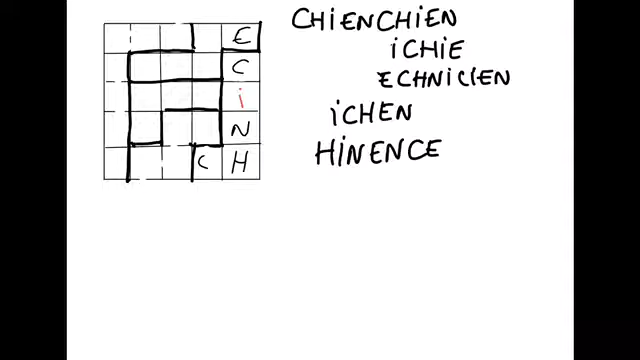 CHiENCHiEN
E
iCHiE
C
ECHNiCiEN
i
iCHEN
N
HiNENCE
C H